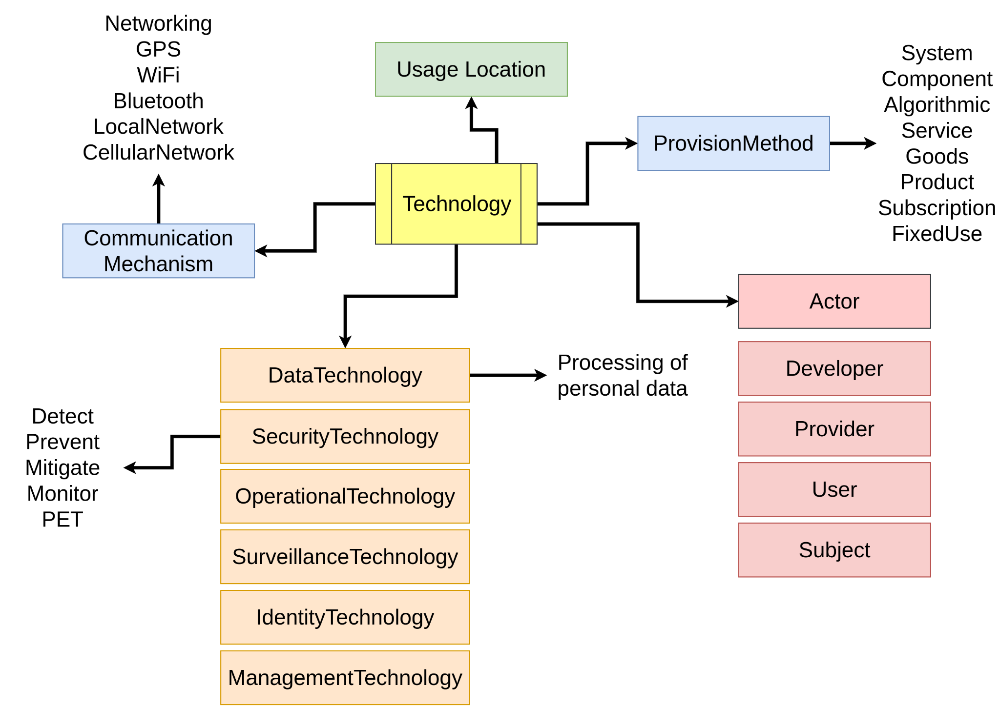 Networking
GPS
WiFi
Bluetooth
LocalNetwork
CellularNetwork
Usage Location
System
Component
Algorithmic
Service
Goods
Product
Subscription
FixedUse
ProvisionMethod
Technology
Communication
Mechanism
Actor
Developer
Provider
User
Subject
DataTechnology
Processing of
personal data
SecurityTechnology
Detect
Prevent
Mitigate
Monitor
PET
OperationalTechnology
SurveillanceTechnology
IdentityTechnology
ManagementTechnology